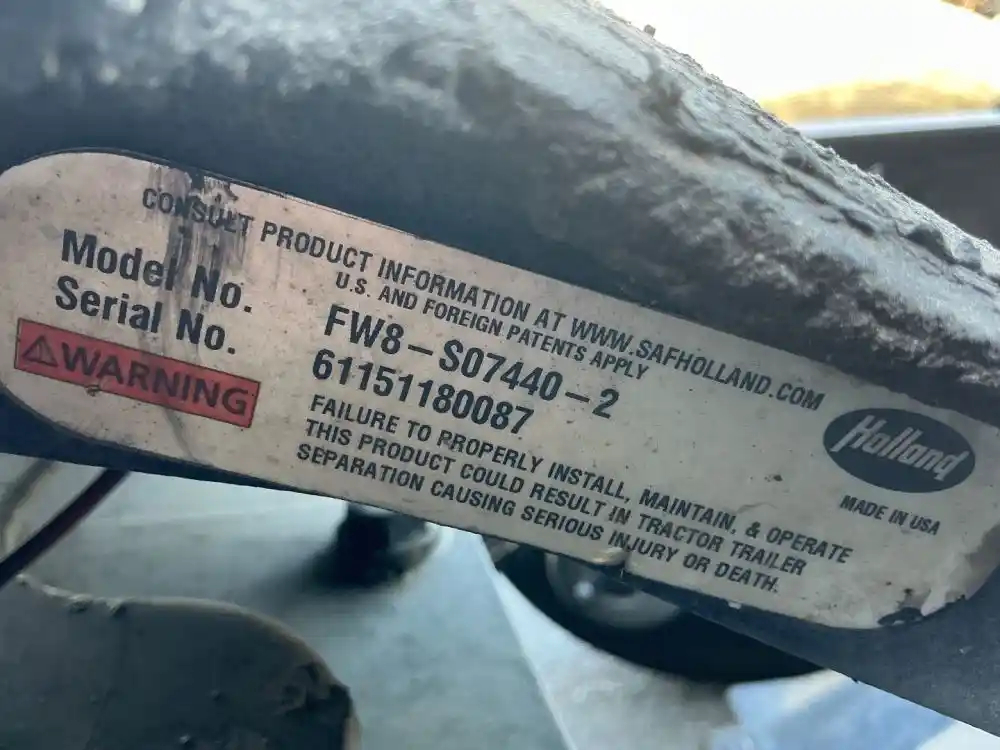 CONSULT PRODUCT INFORMATION AT WWW.SAFHOLLAND.COM
U.S. AND FOREIGN PATENTS APPLY
Model No. FW8-S07440-2
Serial No. 61151180087
WARNING
FAILURE TO PROPERLY INSTALL, MAINTAIN, & OPERATE
THIS PRODUCT COULD RESULT IN TRACTOR TRAILER
SEPARATION CAUSING SERIOUS INJURY OR DEATH.
Holland
MADE IN USA